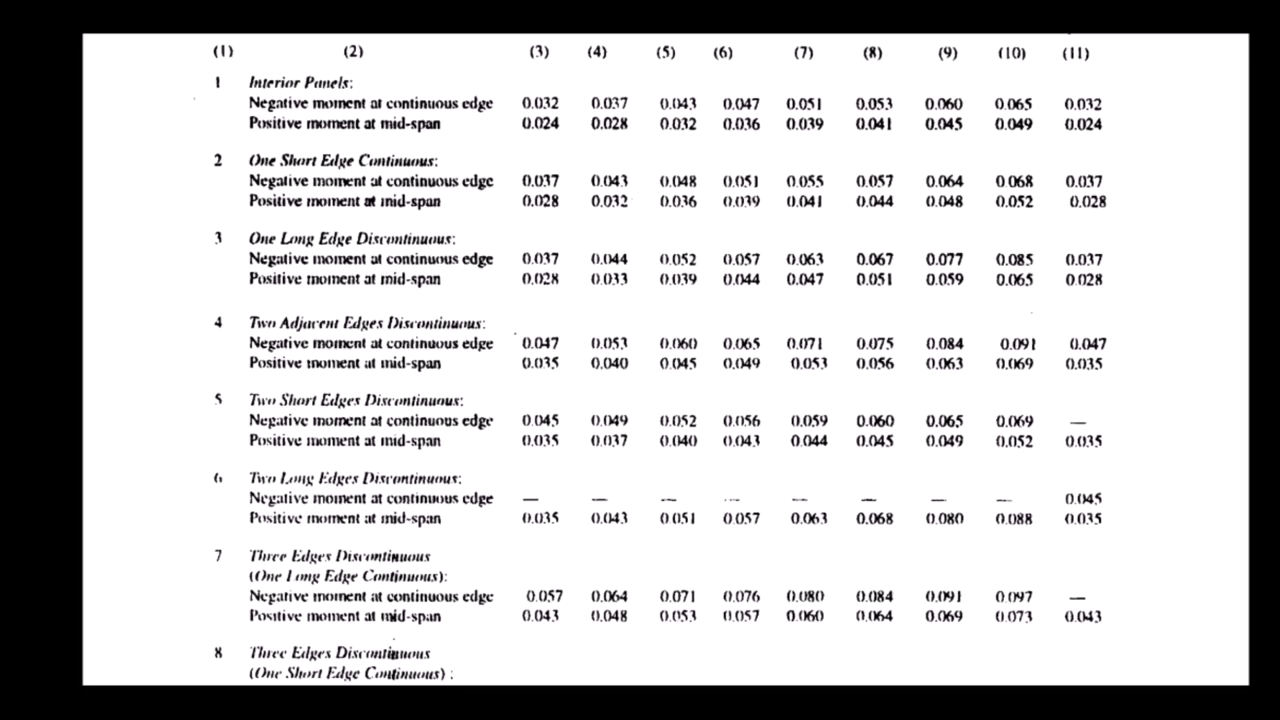 (1) (2) (3) (4) (5) (6) (7) (8) (9) (10) (11)
1 Interior Panels:
Negative moment at continuous edge 0.032 0.037 0.043 0.047 0.051 0.053 0.060 0.065 0.032
Positive moment at mid-span 0.024 0.028 0.032 0.036 0.039 0.041 0.045 0.049 0.024
2 One Short Edge Continuous:
Negative moment at continuous edge 0.037 0.043 0.048 0.051 0.055 0.057 0.064 0.068 0.037
Positive moment at mid-span 0.028 0.032 0.036 0.039 0.041 0.044 0.048 0.052 0.028
3 One Long Edge Discontinuous:
Negative moment at continuous edge 0.037 0.044 0.052 0.057 0.063 0.067 0.077 0.085 0.037
Positive moment at mid-span 0.028 0.033 0.039 0.044 0.047 0.051 0.059 0.065 0.028
4 Two Adjacent Edges Discontinuous:
Negative moment at continuous edge 0.047 0.053 0.060 0.065 0.071 0.075 0.084 0.091 0.047
Positive moment at mid-span 0.035 0.040 0.045 0.049 0.053 0.056 0.063 0.069 0.035
5 Two Short Edges Discontinuous:
Negative moment at continuous edge 0.045 0.049 0.052 0.056 0.059 0.060 0.065 0.069 —
Positive moment at mid-span 0.035 0.037 0.040 0.043 0.044 0.045 0.049 0.052 0.035
6 Two Long Edges Discontinuous:
Negative moment at continuous edge — — — — — — — — 0.045
Positive moment at mid-span 0.035 0.043 0.051 0.057 0.063 0.068 0.080 0.088 0.035
7 Three Edges Discontinuous
(One Long Edge Continuous):
Negative moment at continuous edge 0.057 0.064 0.071 0.076 0.080 0.084 0.091 0.097 —
Positive moment at mid-span 0.043 0.048 0.053 0.057 0.060 0.064 0.069 0.073 0.043
8 Three Edges Discontinuous
(One Short Edge Continuous) :